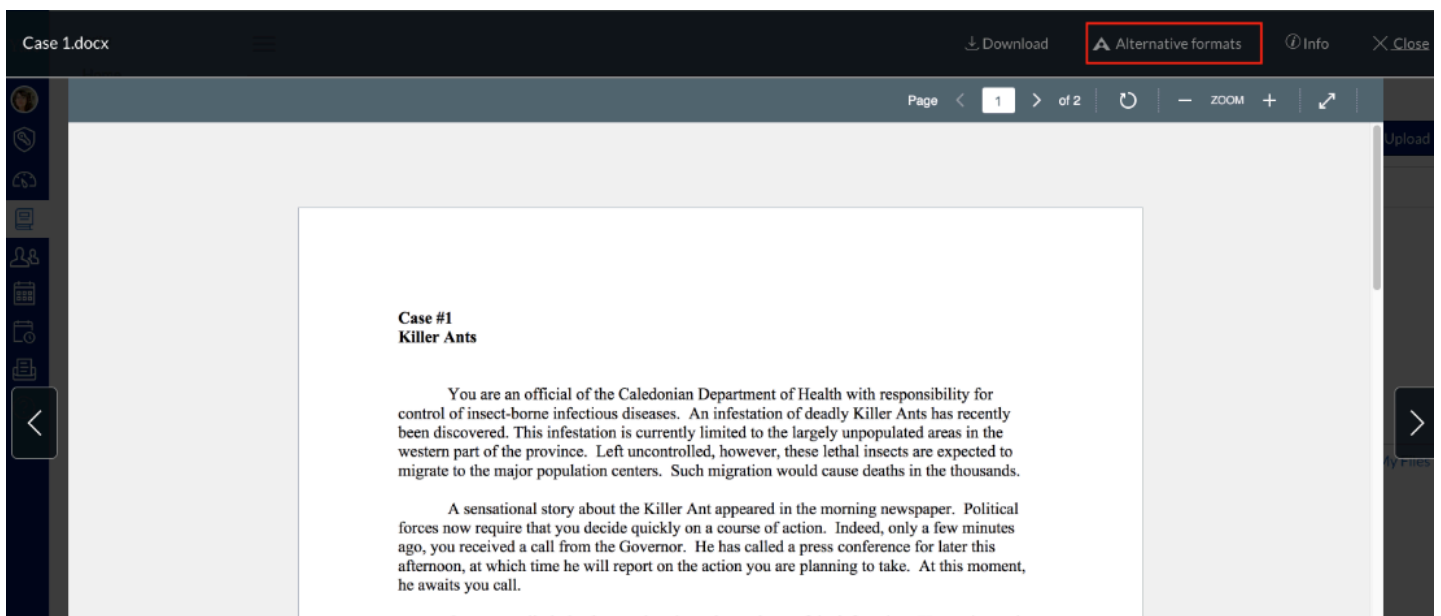 Case 1.docx
Download
Alternative formats
Info
Close
Page 1 of 2 ZOOM
Upload
Case #1
Killer Ants
You are an official of the Caledonian Department of Health with responsibility for
control of insect-borne infectious diseases. An infestation of deadly Killer Ants has recently
been discovered. This infestation is currently limited to the largely unpopulated areas in the
western part of the province. Left uncontrolled, however, these lethal insects are expected to
migrate to the major population centers. Such migration would cause deaths in the thousands.
My Files
A sensational story about the Killer Ant appeared in the morning newspaper. Political
forces now require that you decide quickly on a course of action. Indeed, only a few minutes
ago, you received a call from the Governor. He has called a press conference for later this
afternoon, at which time he will report on the action you are planning to take. At this moment,
he awaits you call.